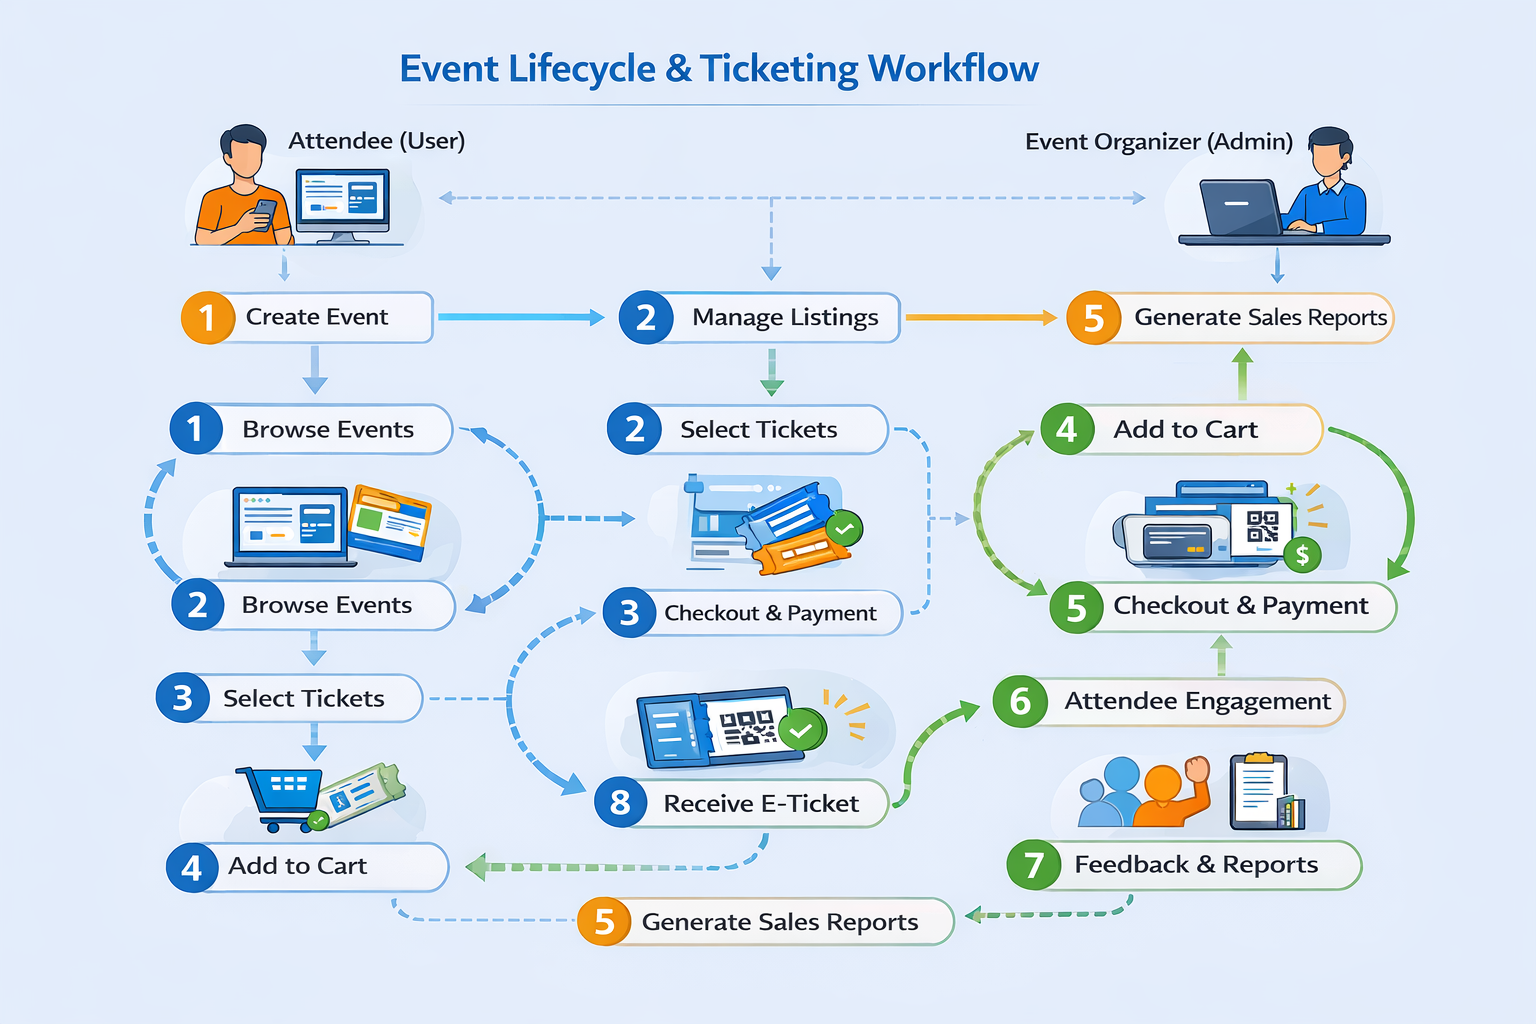 Event Lifecycle & Ticketing Workflow
Attendee (User)
Event Organizer (Admin)
1 Create Event
2 Manage Listings
5 Generate Sales Reports
1 Browse Events
2 Select Tickets
4 Add to Cart
$
2 Browse Events
3 Checkout & Payment
5 Checkout & Payment
3 Select Tickets
6 Attendee Engagement
8 Receive E-Ticket
4 Add to Cart
7 Feedback & Reports
5 Generate Sales Reports